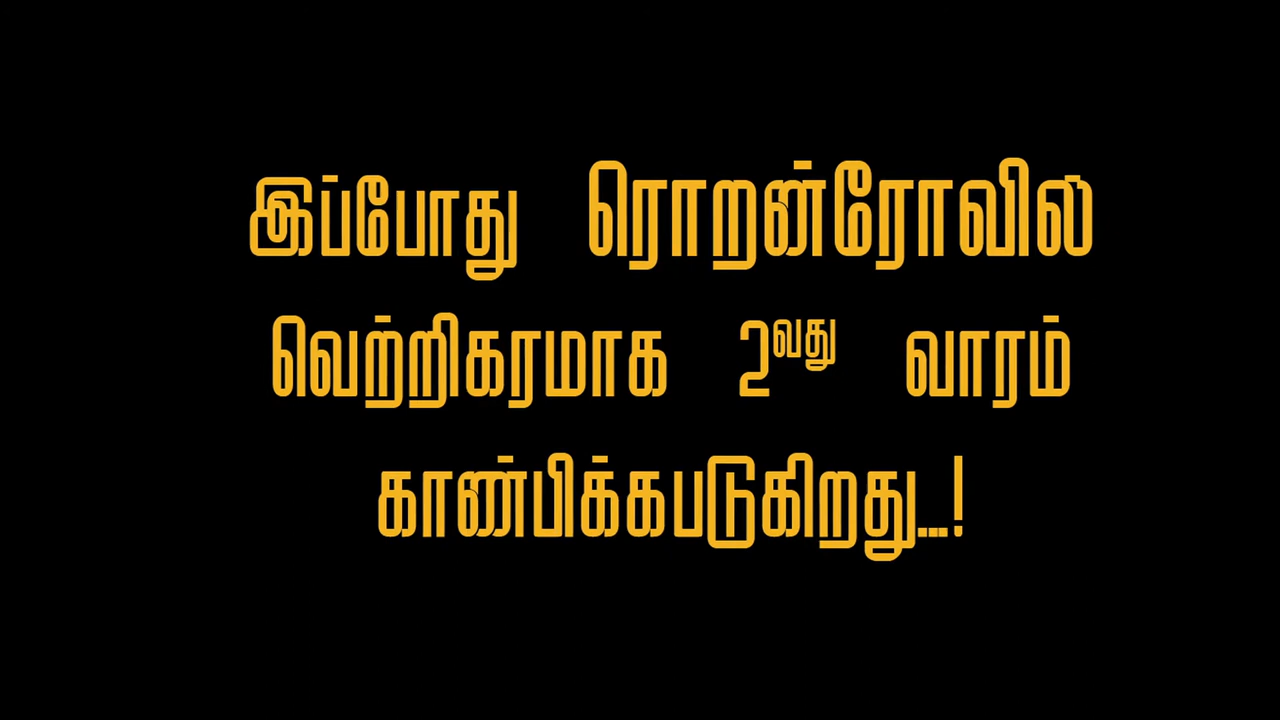 இப்போது ரொறன்ரோவில்
வெற்றிகரமாக 2வது வாரம்
காண்பிக்கபடுகிறது...!